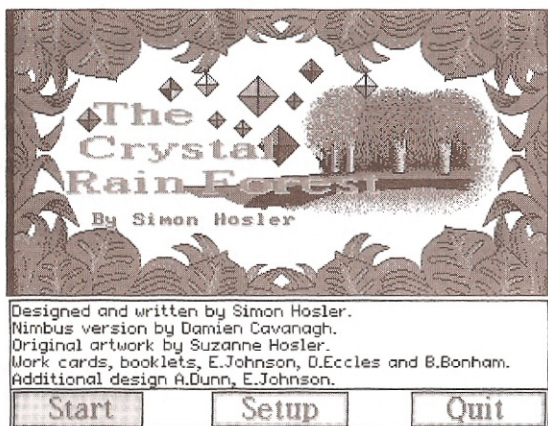 The
Crystal
Rain Forest
By Simon Hosler
Designed and written by Simon Hosler.
Nimbus version by Damien Cavanagh.
Original artwork by Suzanne Hosler.
Work cards, booklets, E.Johnson, D.Eccles and B.Bonham.
Additional design A.Dunn, E.Johnson.
Start Setup Quit